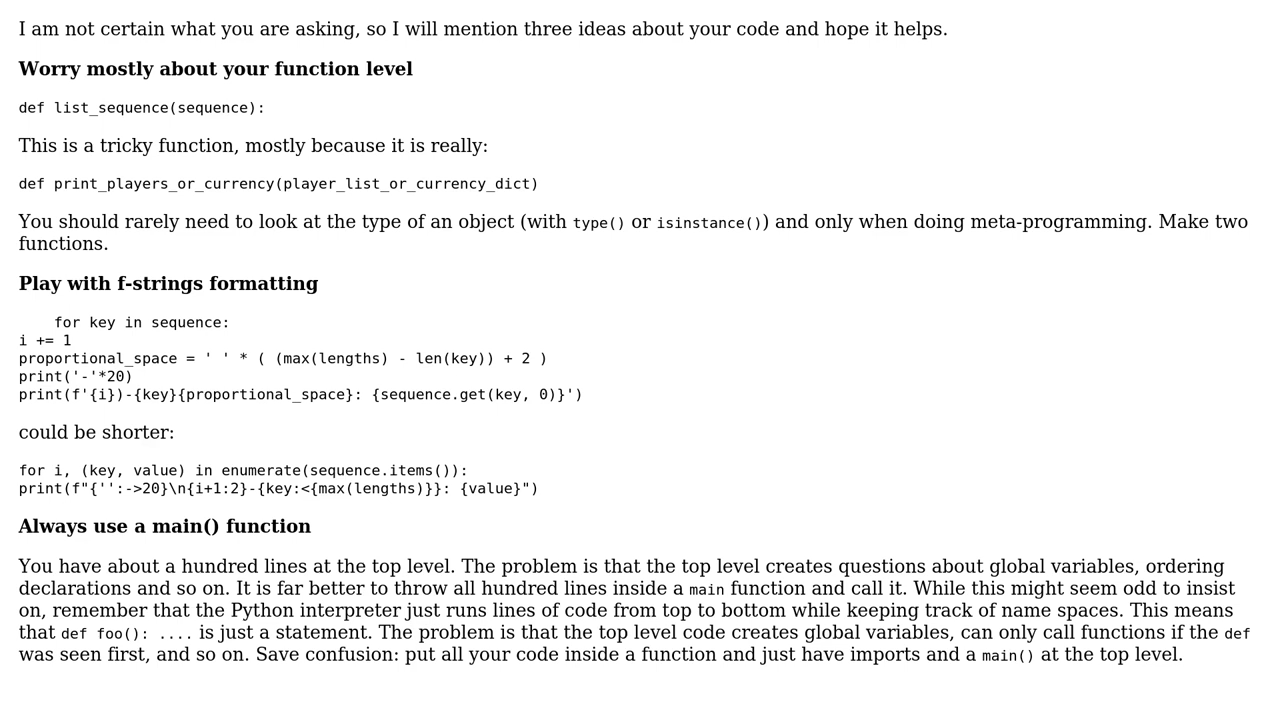 I am not certain what you are asking, so I will mention three ideas about your code and hope it helps.
Worry mostly about your function level
def list_sequence(sequence):
This is a tricky function, mostly because it is really:
def print_players_or_currency(player_list_or_currency_dict)
You should rarely need to look at the type of an object (with type() or isinstance()) and only when doing meta-programming. Make two
functions.
Play with f-strings formatting
    for key in sequence:
i += 1
proportional_space = ' ' * ( (max(lengths) - len(key)) + 2 )
print('-'*20)
print(f'{i})-{key}{proportional_space}: {sequence.get(key, 0)}')
could be shorter:
for i, (key, value) in enumerate(sequence.items()):
print(f"{'':->20}\n{i+1:2}-{key:<{max(lengths)}}: {value}")
Always use a main() function
You have about a hundred lines at the top level. The problem is that the top level creates questions about global variables, ordering
declarations and so on. It is far better to throw all hundred lines inside a main function and call it. While this might seem odd to insist
on, remember that the Python interpreter just runs lines of code from top to bottom while keeping track of name spaces. This means
that def foo(): .... is just a statement. The problem is that the top level code creates global variables, can only call functions if the def
was seen first, and so on. Save confusion: put all your code inside a function and just have imports and a main() at the top level.